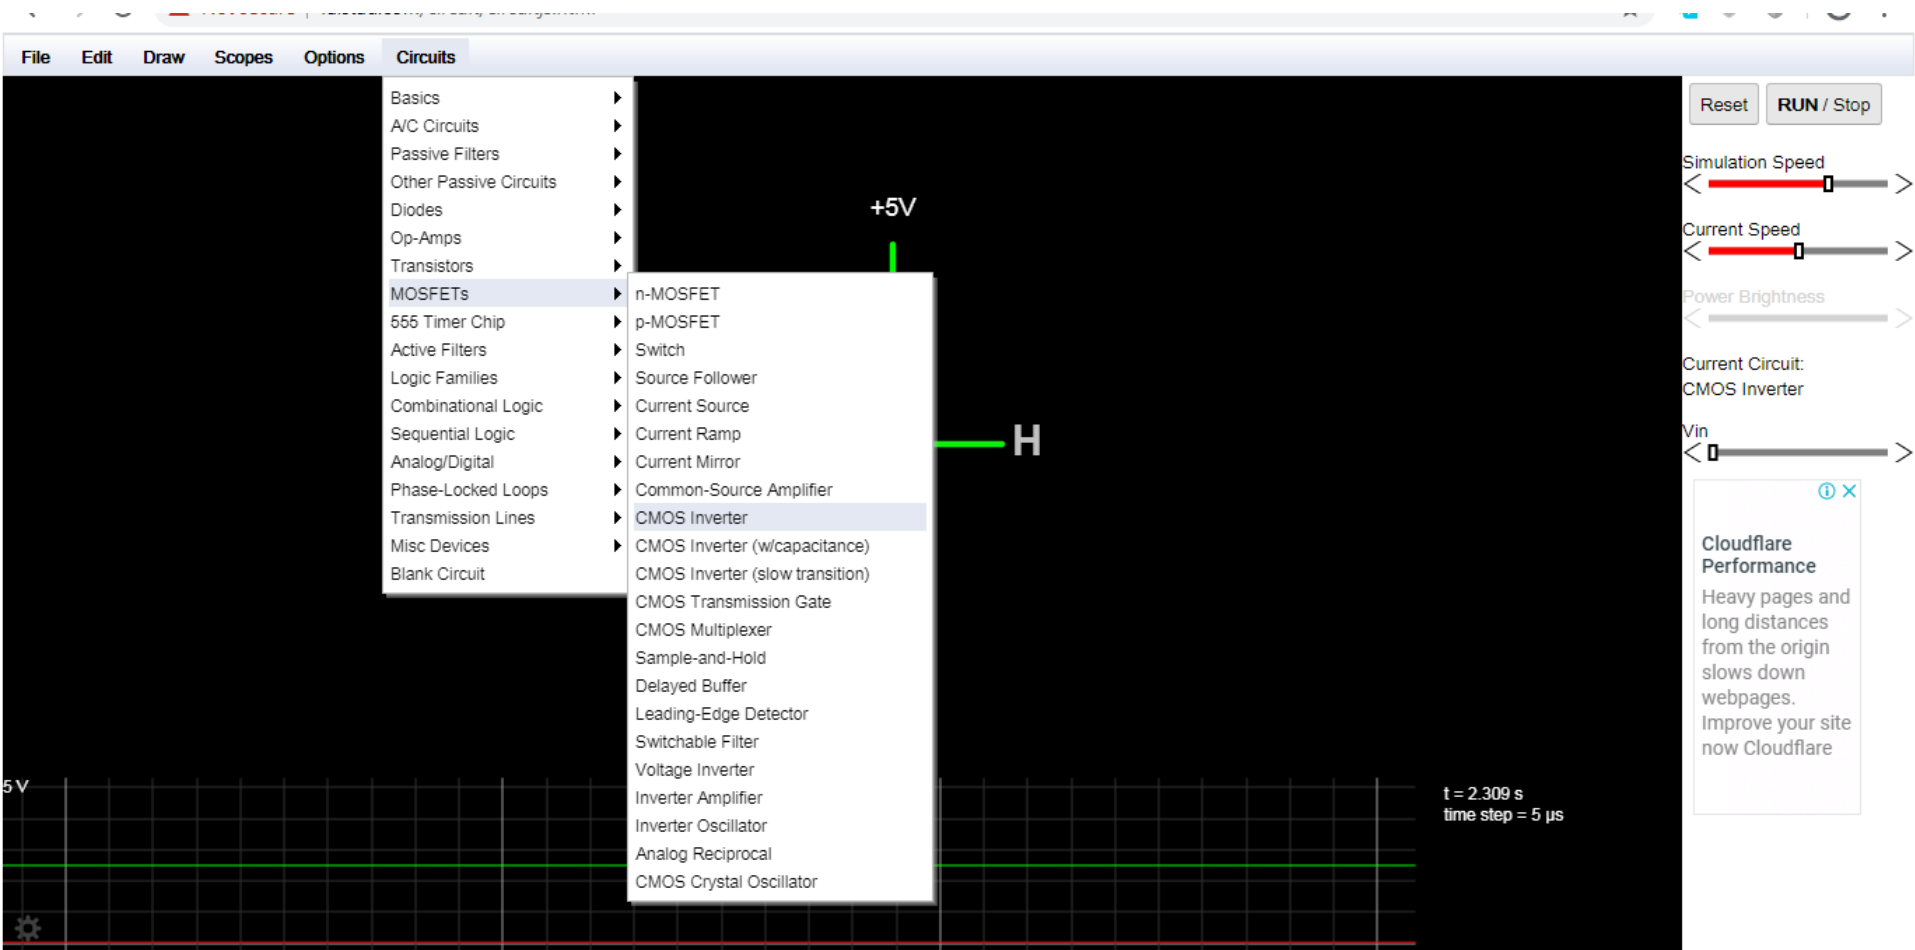 File Edit Draw Scopes Options Circuits
Basics
A/C Circuits
Passive Filters
Other Passive Circuits
Diodes
Op-Amps
Transistors
MOSFETs
555 Timer Chip
Active Filters
Logic Families
Combinational Logic
Sequential Logic
Analog/Digital
Phase-Locked Loops
Transmission Lines
Misc Devices
Blank Circuit
n-MOSFET
p-MOSFET
Switch
Source Follower
Current Source
Current Ramp
Current Mirror
Common-Source Amplifier
CMOS Inverter
CMOS Inverter (w/capacitance)
CMOS Inverter (slow transition)
CMOS Transmission Gate
CMOS Multiplexer
Sample-and-Hold
Delayed Buffer
Leading-Edge Detector
Switchable Filter
Voltage Inverter
Inverter Amplifier
Inverter Oscillator
Analog Reciprocal
CMOS Crystal Oscillator
+5V
H
5 V
t = 2.309 s
time step = 5 µs
Reset RUN / Stop
Simulation Speed
Current Speed
Power Brightness
Current Circuit:
CMOS Inverter
Vin
Cloudflare
Performance
Heavy pages and
long distances
from the origin
slows down
webpages.
Improve your site
now Cloudflare